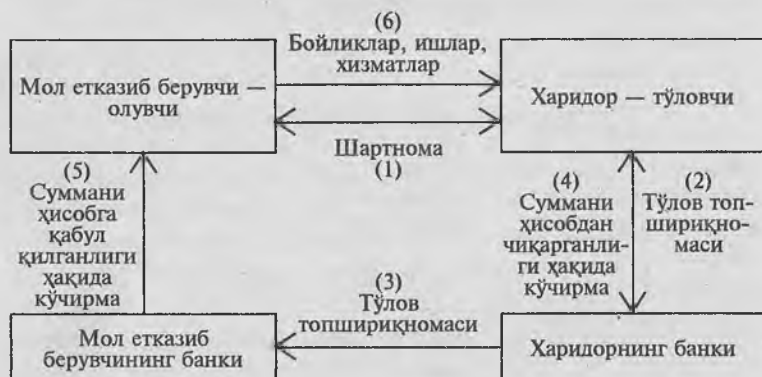 (6)
Бойликлар, ишлар,
хизматлар
Мол етказиб берувчи —
олувчи
Харидор — тўловчи
Шартнома
(1)
(5)
Суммани
ҳисобга
қабул
қилганлиги
ҳақида
кўчирма
(4)
Суммани
ҳисобдан
чиқарганли-
ги ҳақида
кўчирма
(2)
Тўлов топ-
шириқно-
маси
(3)
Тўлов
топшириқномаси
Мол етказиб
берувчининг банки
Харидорнинг банки